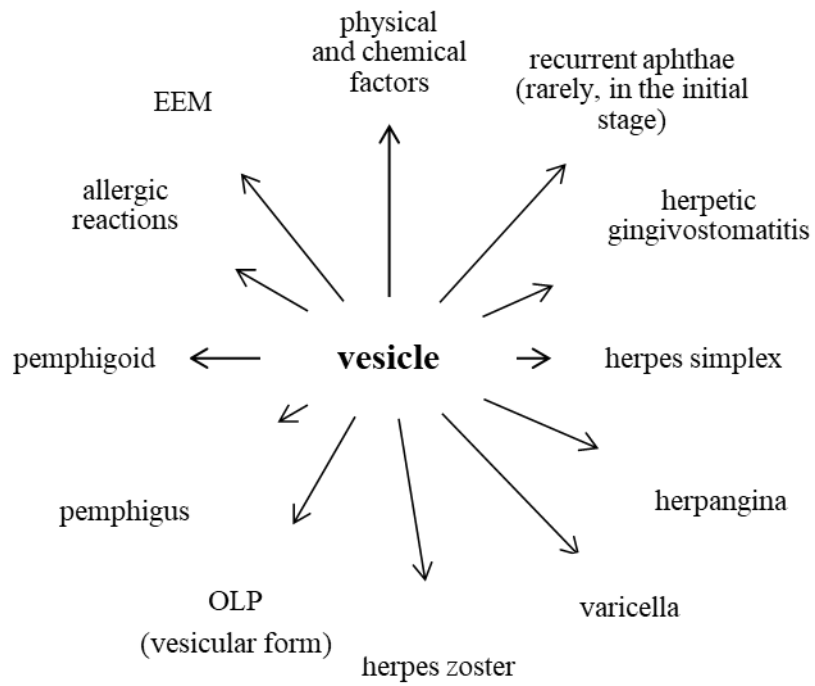 physical
and chemical
factors
recurrent aphthae
(rarely, in the initial
stage)
EEM
allergic
reactions
herpetic
gingivostomatitis
pemphigoid
vesicle
herpes simplex
pemphigus
herpangina
OLP
(vesicular form)
varicella
herpes zoster